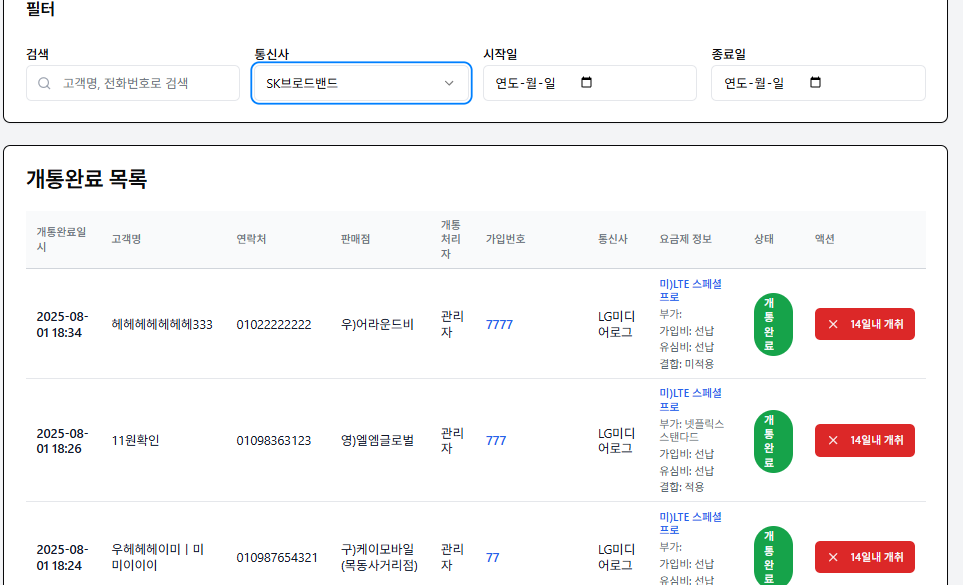 필터
검색
통신사
시작일
종료일
고객명, 전화번호로 검색
SK브로드밴드
연도-월-일
연도-월-일
개통완료 목록
개통완료일
시
고객명
연락처
판매점
개통
처리
자
가입번호
통신사
요금제 정보
상태
액션
2025-08-
01 18:34
헤헤헤헤헤헤헤333
01022222222
우)어라운드비
관리
자
7777
LG미디
어로그
미)LTE 스페셜
프로
부가:
가입비: 선납
유심비: 선납
결합: 미적용
개
통
완
료
14일내 개취
2025-08-
01 18:26
11원확인
01098363123
영)엘엠글로벌
관리
자
777
LG미디
어로그
미)LTE 스페셜
프로
부가: 넷플릭스
스탠다드
가입비: 선납
유심비: 선납
결합: 적용
개
통
완
료
14일내 개취
2025-08-
01 18:24
우헤헤헤이미ㅣ미
미이이이
010987654321
구)케이모바일
(목동사거리점)
관리
자
77
LG미디
어로그
미)LTE 스페셜
프로
부가:
가입비: 선납
유심비: 선납
개
통
완
료
14일내 개취